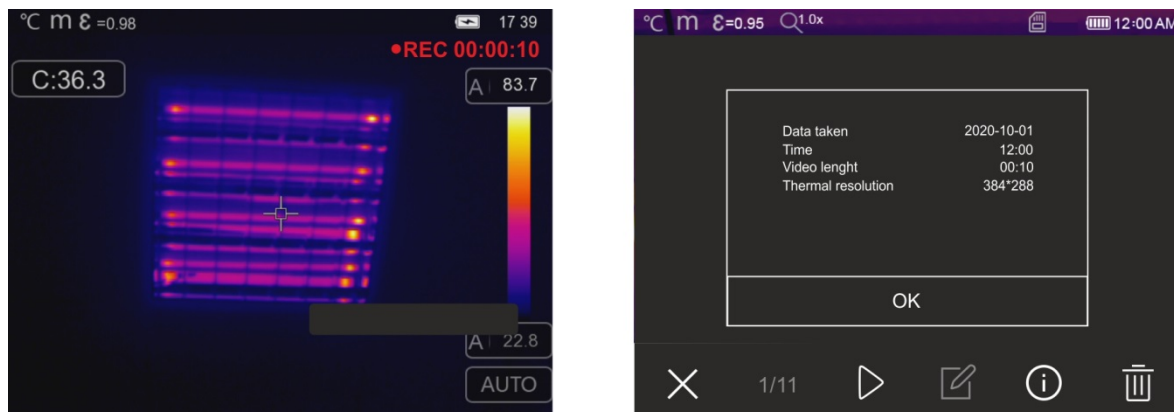 °C m ε =0.98 17 39
●REC 00:00:10
C:36.3
A 83.7
A 22.8
AUTO
°C m ε=0.95 1.0x 12:00 AM
Data taken 2020-10-01
Time 12:00
Video lenght 00:10
Thermal resolution 384*288
OK
1/11